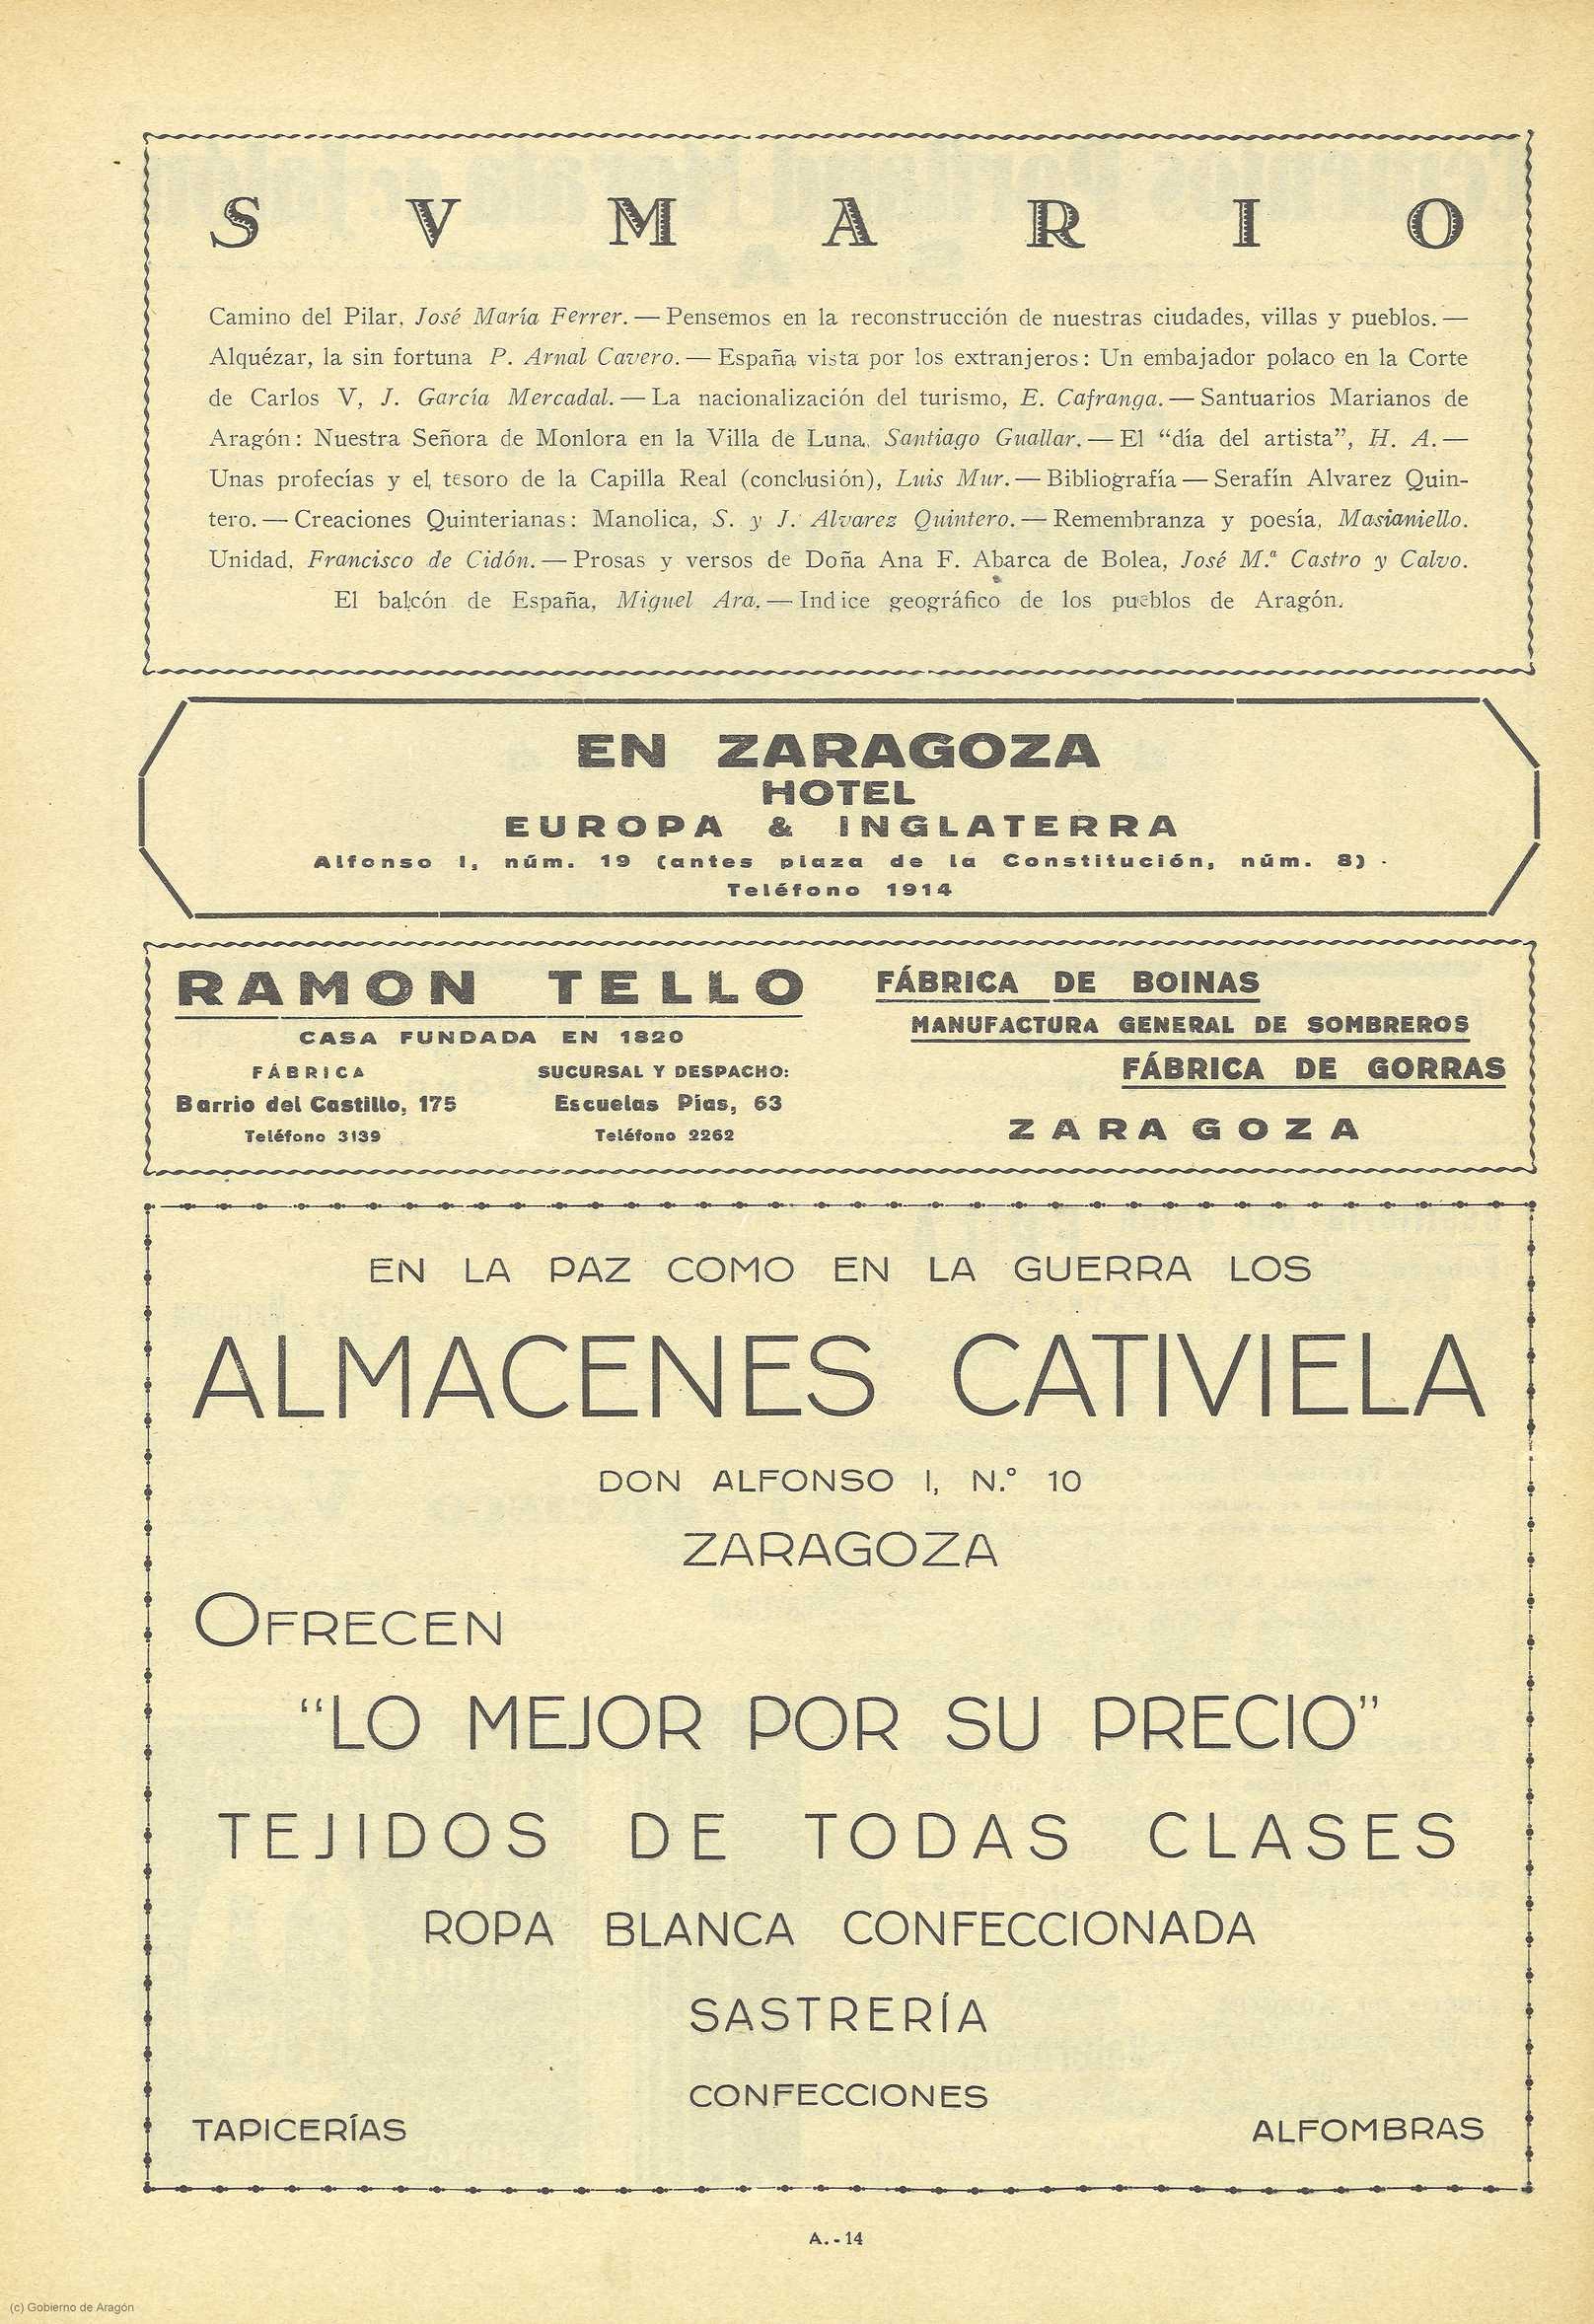 SVMARIO
Camino del Pilar, José María Ferrer. — Pensemos en la reconstrucción de nuestras ciudades, villas y pueblos. —
Alquézar, la sin fortuna P. Arnal Cavero. — España vista por los extranjeros: Un embajador polaco en la Corte
de Carlos V, J. García Mercadal. — La nacionalización del turismo, E. Cafranga. — Santuarios Marianos de
Aragón: Nuestra Señora de Monlora en la Villa de Luna, Santiago Guallar. — El “día del artista”, H. A. —
Unas profecías y el tesoro de la Capilla Real (conclusión), Luis Mur. — Bibliografía — Serafín Alvarez Quin-
tero. — Creaciones Quinterianas: Manolica, S. y J. Alvarez Quintero. — Remembranza y poesía, Masianiello.
Unidad, Francisco de Cidón. — Prosas y versos de Doña Ana F. Abarca de Bolea, José M.ª Castro y Calvo.
El balcón de España, Miguel Ara. — Indice geográfico de los pueblos de Aragón.
EN ZARAGOZA
HOTEL
EUROPA & INGLATERRA
Alfonso I, núm. 19 (antes plaza de la Constitución, núm. 8) .
Teléfono 1914
RAMON TELLO
CASA FUNDADA EN 1820
FÁBRICA
Barrio del Castillo, 175
Teléfono 3139
SUCURSAL Y DESPACHO:
Escuelas Pías, 63
Teléfono 2262
FÁBRICA DE BOINAS
MANUFACTURA GENERAL DE SOMBREROS
FÁBRICA DE GORRAS
ZARAGOZA
EN LA PAZ COMO EN LA GUERRA LOS
ALMACENES CATIVIELA
DON ALFONSO I, N.º 10
ZARAGOZA
OFRECEN
“LO MEJOR POR SU PRECIO”
TEJIDOS DE TODAS CLASES
ROPA BLANCA CONFECCIONADA
SASTRERÍA
CONFECCIONES
TAPICERÍAS
ALFOMBRAS
A. - 14
(c) Gobierno de Aragón